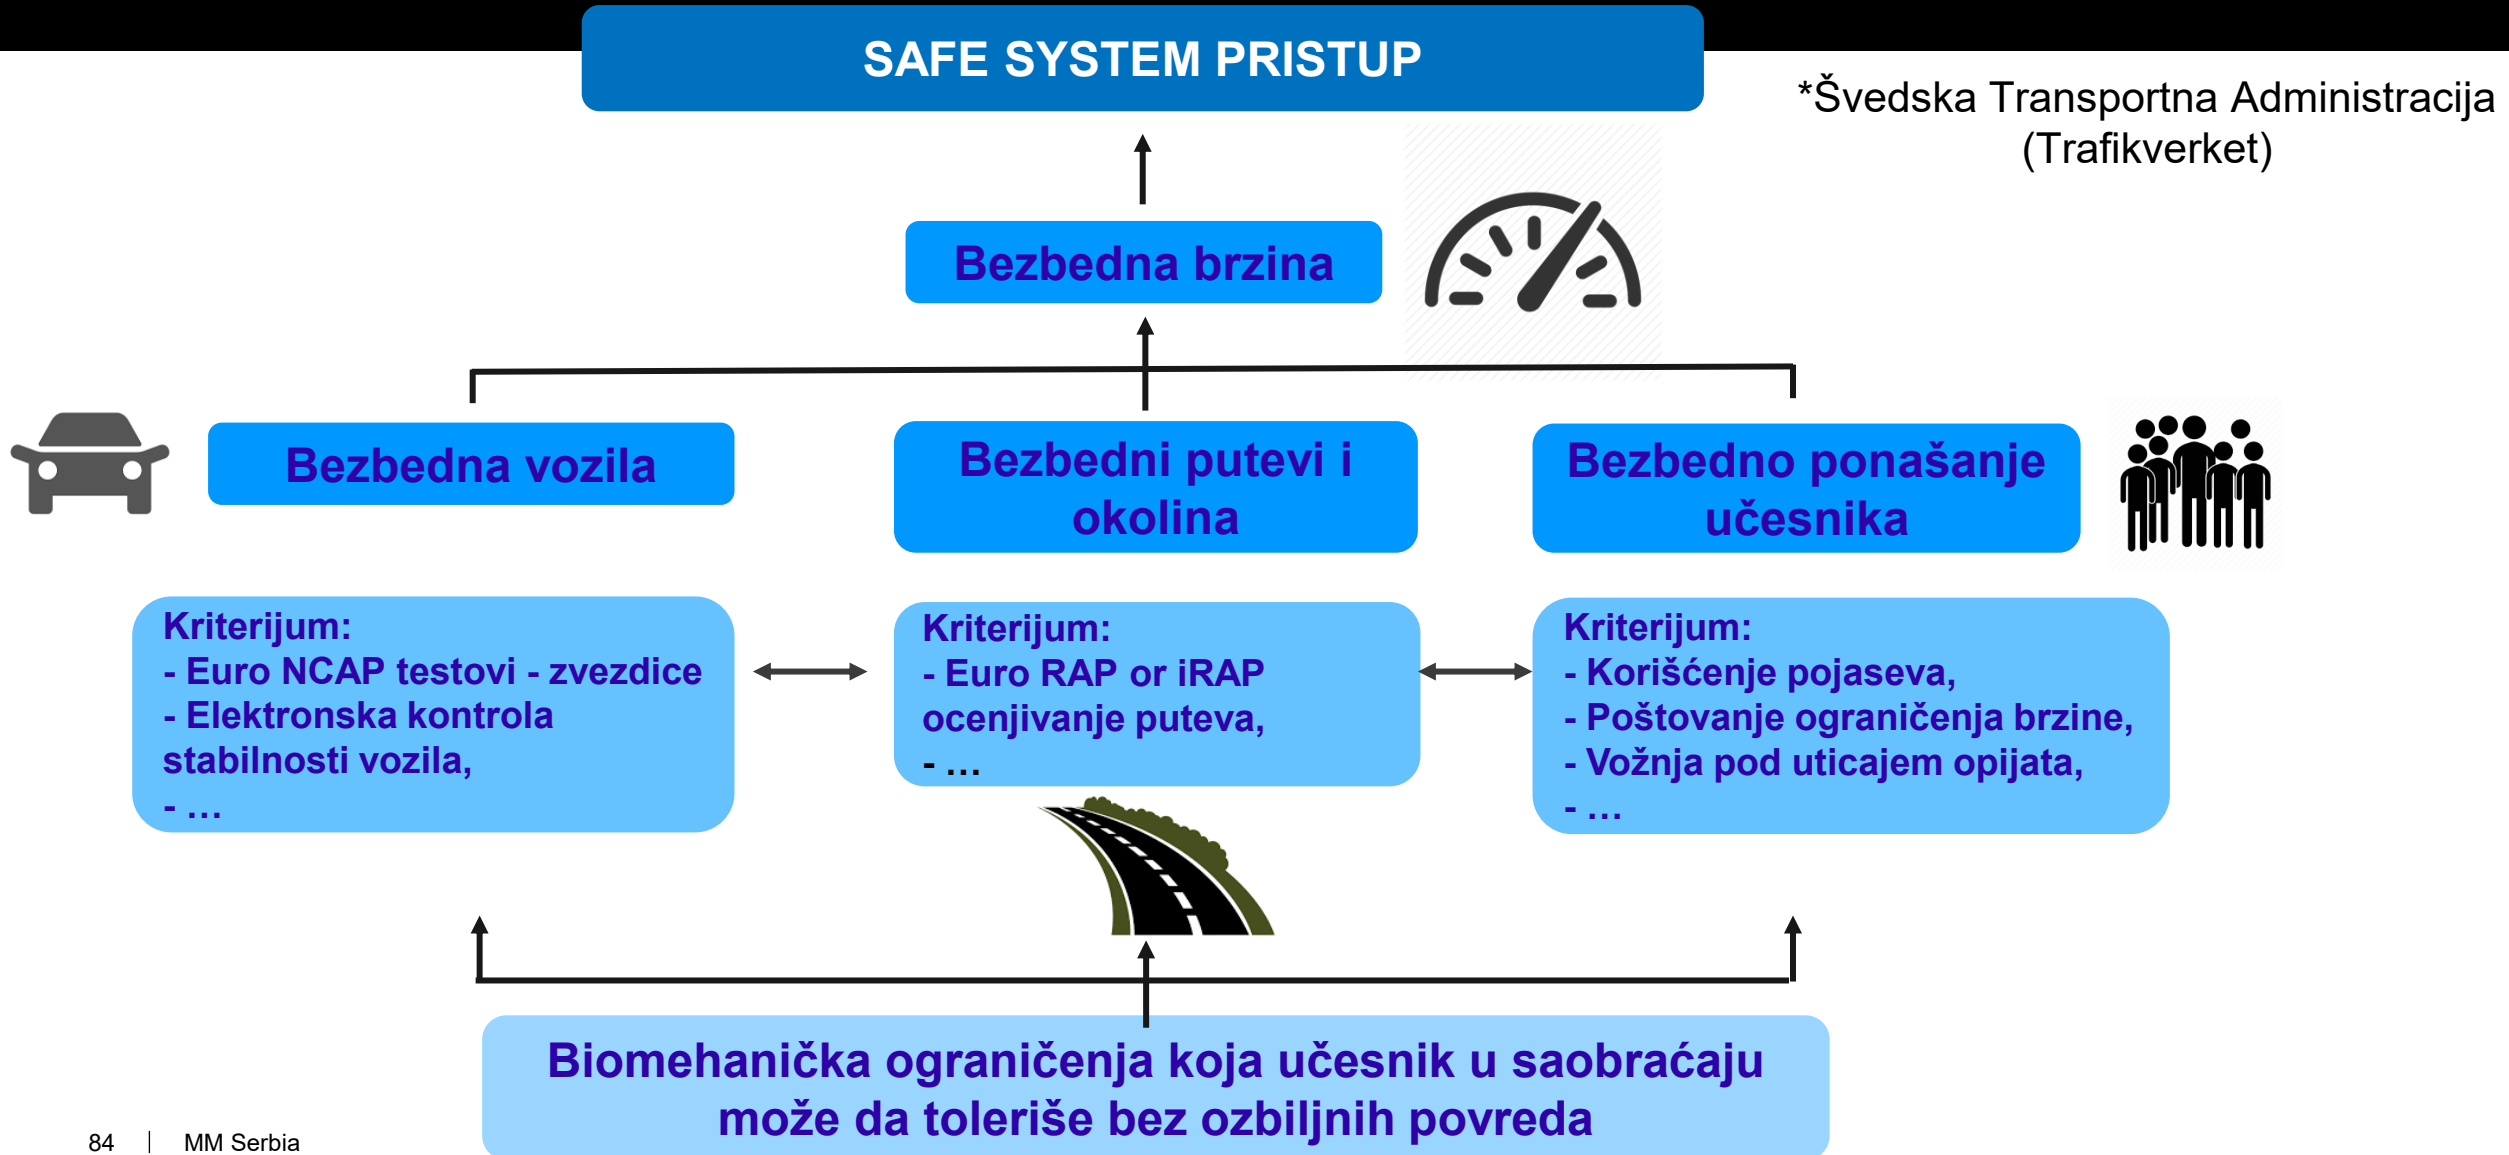 SAFE SYSTEM PRISTUP
*Švedska Transportna Administracija
(Trafikverket)
Bezbedna brzina
Bezbedna vozila
Bezbedni putevi i
okolina
Bezbedno ponašanje
učesnika
Kriterijum:
- Euro NCAP testovi - zvezdice
- Elektronska kontrola
stabilnosti vozila,
- ...
Kriterijum:
- Euro RAP or iRAP
ocenjivanje puteva,
- ...
Kriterijum:
- Korišćenje pojaseva,
- Poštovanje ograničenja brzine,
- Vožnja pod uticajem opijata,
- ...
Biomehanička ograničenja koja učesnik u saobraćaju
može da toleriše bez ozbiljnih povreda
84 | MM Serbia